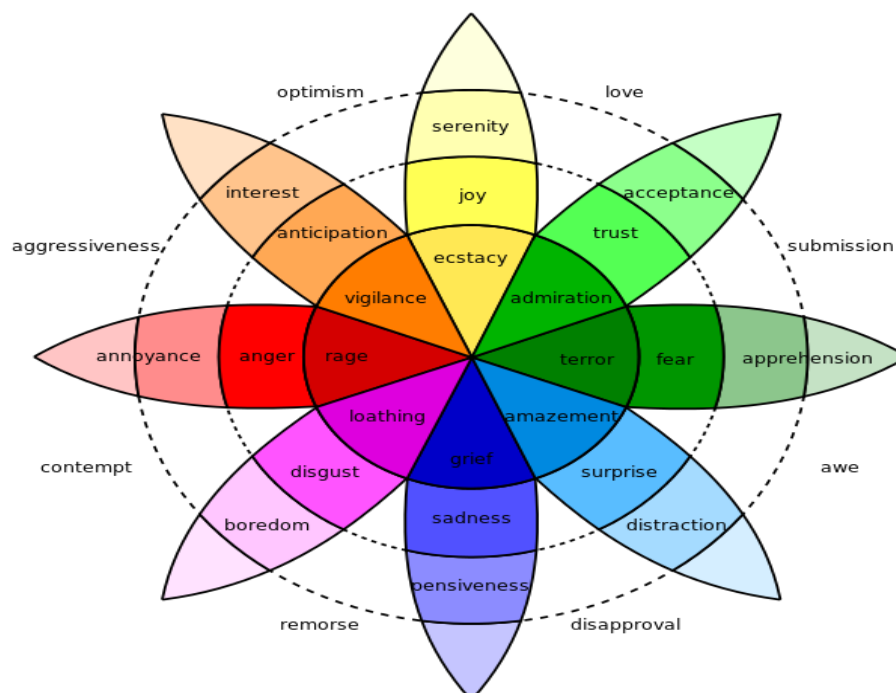 optimism
love
serenity
interest
joy
acceptance
anticipation
trust
aggressiveness
submission
ecstacy
vigilance
admiration
annoyance
anger
rage
terror
fear
apprehension
loathing
amazement
contempt
disgust
grief
surprise
awe
boredom
sadness
distraction
pensiveness
remorse
disapproval